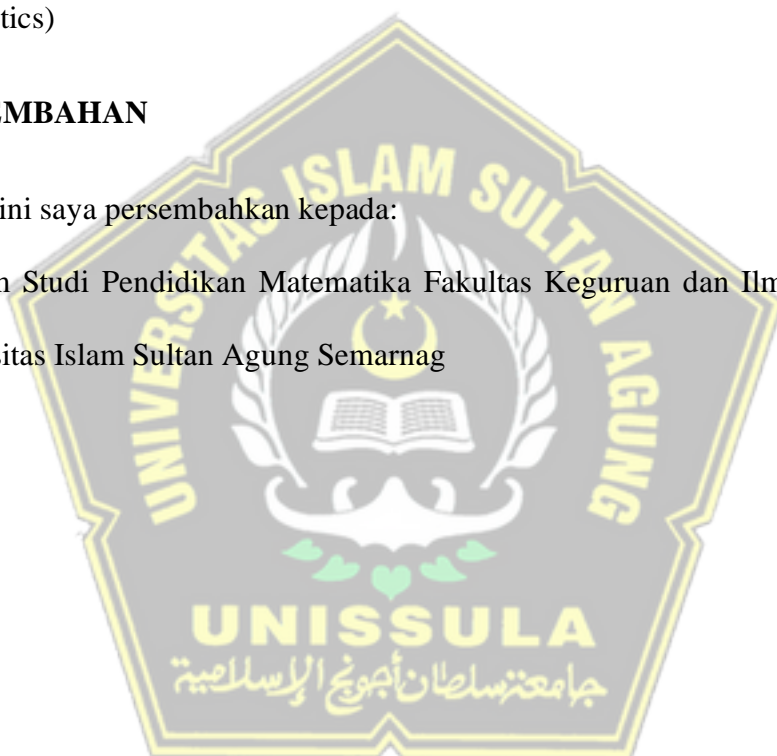 tics)
EMBAHAN
ini saya persembahkan kepada:
n Studi Pendidikan Matematika Fakultas Keguruan dan Ilm
sitas Islam Sultan Agung Semarnag
UNIVERSITAS ISLAM SULTAN AGUNG
UNISSULA
جامعة سلطان أجونج الإسلامية